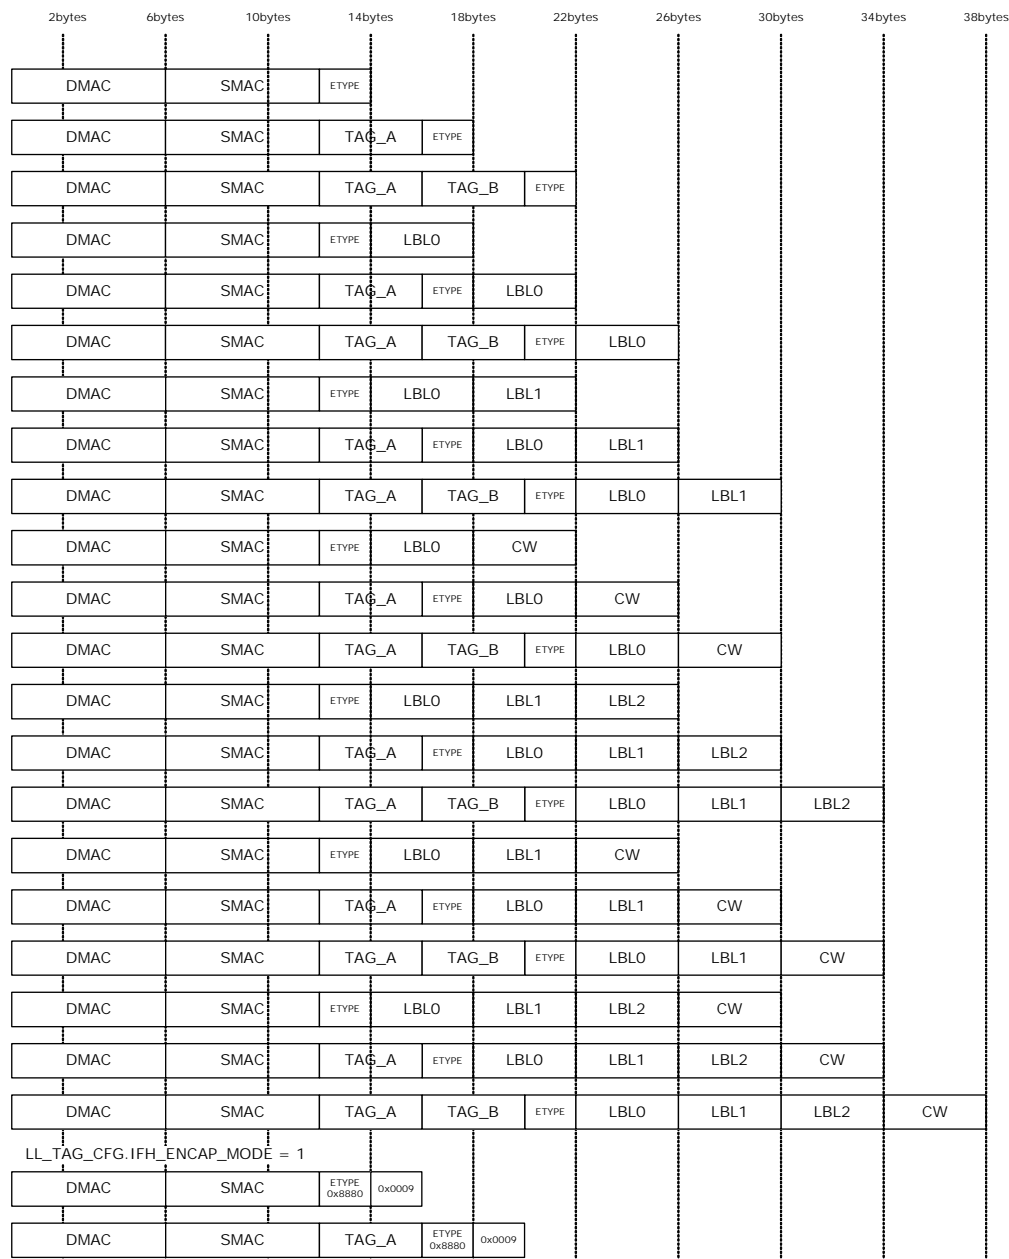 2bytes 6bytes 10bytes 14bytes 18bytes 22bytes 26bytes 30bytes 34bytes 38bytes
DMAC SMAC ETYPE
DMAC SMAC TAG_A ETYPE
DMAC SMAC TAG_A TAG_B ETYPE
DMAC SMAC ETYPE LBL0
DMAC SMAC TAG_A ETYPE LBL0
DMAC SMAC TAG_A TAG_B ETYPE LBL0
DMAC SMAC ETYPE LBL0 LBL1
DMAC SMAC TAG_A ETYPE LBL0 LBL1
DMAC SMAC TAG_A TAG_B ETYPE LBL0 LBL1
DMAC SMAC ETYPE LBL0 CW
DMAC SMAC TAG_A ETYPE LBL0 CW
DMAC SMAC TAG_A TAG_B ETYPE LBL0 CW
DMAC SMAC ETYPE LBL0 LBL1 LBL2
DMAC SMAC TAG_A ETYPE LBL0 LBL1 LBL2
DMAC SMAC TAG_A TAG_B ETYPE LBL0 LBL1 LBL2
DMAC SMAC ETYPE LBL0 LBL1 CW
DMAC SMAC TAG_A ETYPE LBL0 LBL1 CW
DMAC SMAC TAG_A TAG_B ETYPE LBL0 LBL1 CW
DMAC SMAC ETYPE LBL0 LBL1 LBL2 CW
DMAC SMAC TAG_A ETYPE LBL0 LBL1 LBL2 CW
DMAC SMAC TAG_A TAG_B ETYPE LBL0 LBL1 LBL2 CW
LL_TAG_CFG.IFH_ENCAP_MODE = 1
DMAC SMAC ETYPE 0x8880 0x0009
DMAC SMAC TAG_A ETYPE 0x8880 0x0009